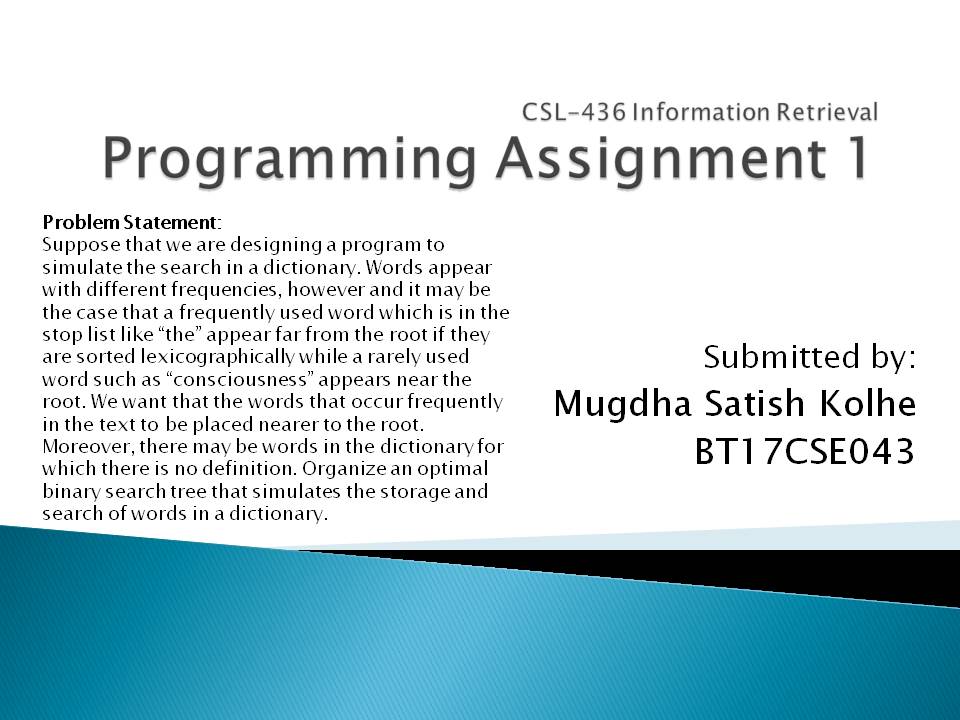 CSL-436 Information Retrieval
Programming Assignment 1
Problem Statement:
Suppose that we are designing a program to
simulate the search in a dictionary. Words appear
with different frequencies, however and it may be
the case that a frequently used word which is in the
stop list like “the” appear far from the root if they
are sorted lexicographically while a rarely used
word such as “consciousness” appears near the
root. We want that the words that occur frequently
in the text to be placed nearer to the root.
Moreover, there may be words in the dictionary for
which there is no definition. Organize an optimal
binary search tree that simulates the storage and
search of words in a dictionary.
Submitted by:
Mugdha Satish Kolhe
BT17CSE043